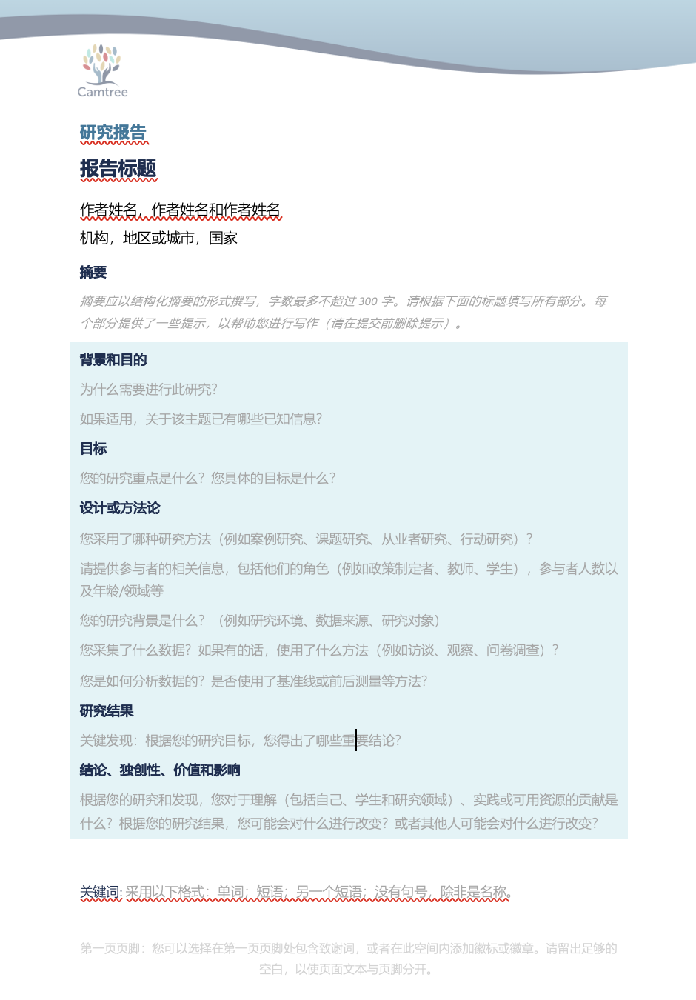 Camtree
研究报告
报告标题
作者姓名，作者姓名和作者姓名
机构，地区或城市，国家
摘要
摘要应以结构化摘要的形式撰写，字数最多不超过 300 字。请根据下面的标题填写所有部分。每
个部分提供了一些提示，以帮助您进行写作（请在提交前删除提示）。
背景和目的
为什么需要进行此研究？
如果适用，关于该主题已有哪些已知信息？
目标
您的研究重点是什么？您具体的目标是什么？
设计或方法论
您采用了哪种研究方法（例如案例研究、课题研究、从业者研究、行动研究）？
请提供参与者的相关信息，包括他们的角色（例如政策制定者、教师、学生），参与者人数以
及年龄/领域等
您的研究背景是什么？（例如研究环境、数据来源、研究对象）
您采集了什么数据？如果有的话，使用了什么方法（例如访谈、观察、问卷调查）？
您是如何分析数据的？是否使用了基准线或前后测量等方法？
研究结果
关键发现：根据您的研究目标，您得出了哪些重要结论？
结论、独创性、价值和影响
根据您的研究和发现，您对于理解（包括自己、学生和研究领域）、实践或可用资源的贡献是
什么？根据您的研究结果，您可能会对什么进行改变？或者其他人可能会对什么进行改变？
关键词: 采用以下格式：单词；短语；另一个短语；没有句号，除非是名称。
第一页页脚：您可以选择在第一页页脚处包含致谢词，或者在此空间内添加徽标或徽章。请留出足够的
空白，以使页面文本与页脚分开。